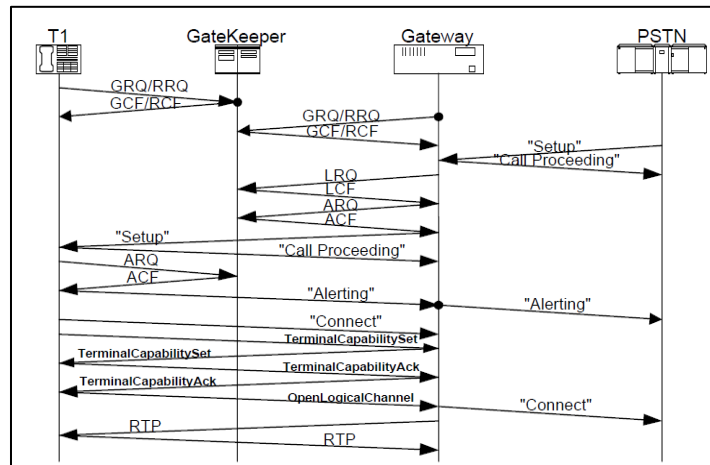 T1 GateKeeper Gateway PSTN
GRQ/RRQ
GCF/RCF
GRQ/RRQ
GCF/RCF
"Setup"
"Call Proceeding"
LRQ
LCF
ARQ
ACF
"Setup"
"Call Proceeding"
ARQ
ACF
"Alerting"
"Alerting"
"Connect"
TerminalCapabilitySet
TerminalCapabilitySet
TerminalCapabilityAck
TerminalCapabilityAck
OpenLogicalChannel
"Connect"
RTP
RTP